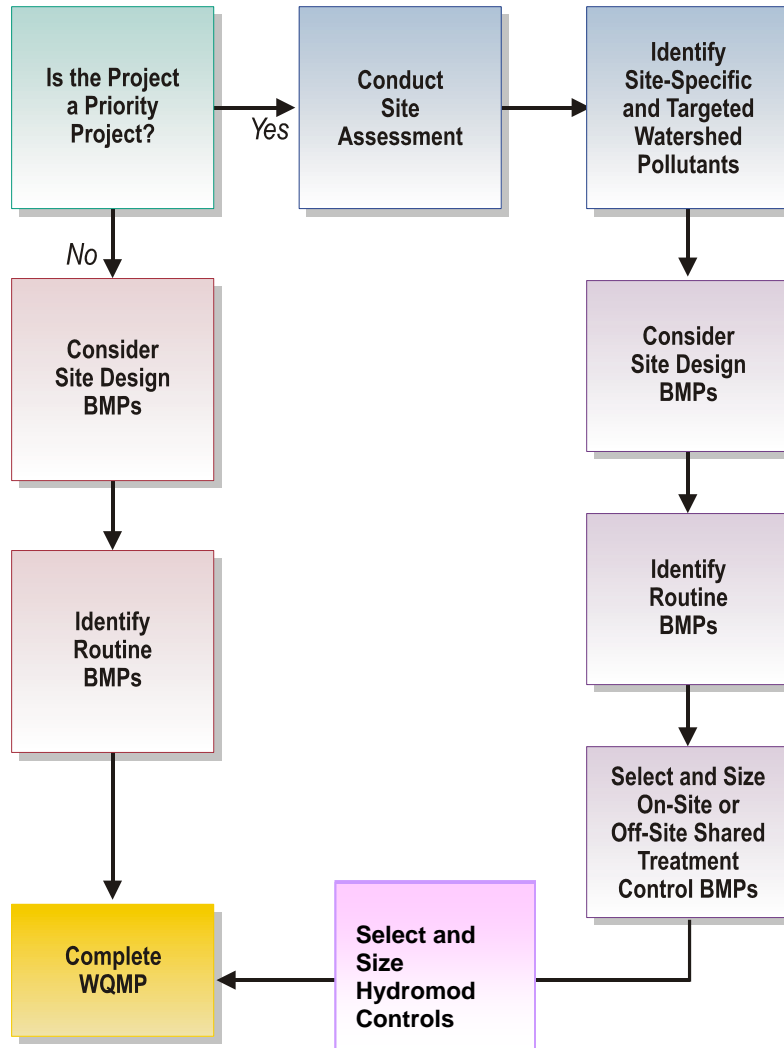 Is the Project
a Priority
Project?
Yes
Conduct
Site
Assessment
Identify
Site-Specific
and Targeted
Watershed
Pollutants
No
Consider
Site Design
BMPs
Consider
Site Design
BMPs
Identify
Routine
BMPs
Identify
Routine
BMPs
Select and Size
On-Site or
Off-Site Shared
Treatment
Control BMPs
Select and
Size
Hydromod
Controls
Complete
WQMP